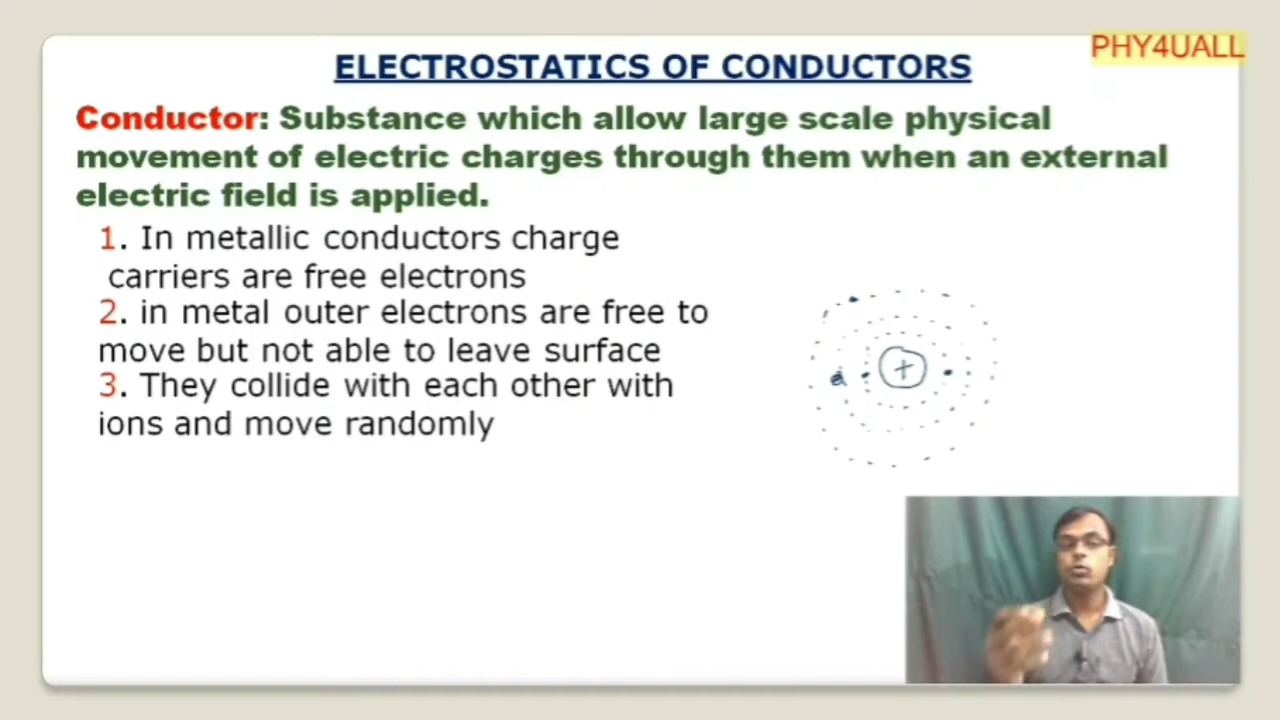 PHY4UALL
ELECTROSTATICS OF CONDUCTORS
Conductor: Substance which allow large scale physical
movement of electric charges through them when an external
electric field is applied.
1. In metallic conductors charge
carriers are free electrons
2. in metal outer electrons are free to
move but not able to leave surface
3. They collide with each other with
ions and move randomly
+